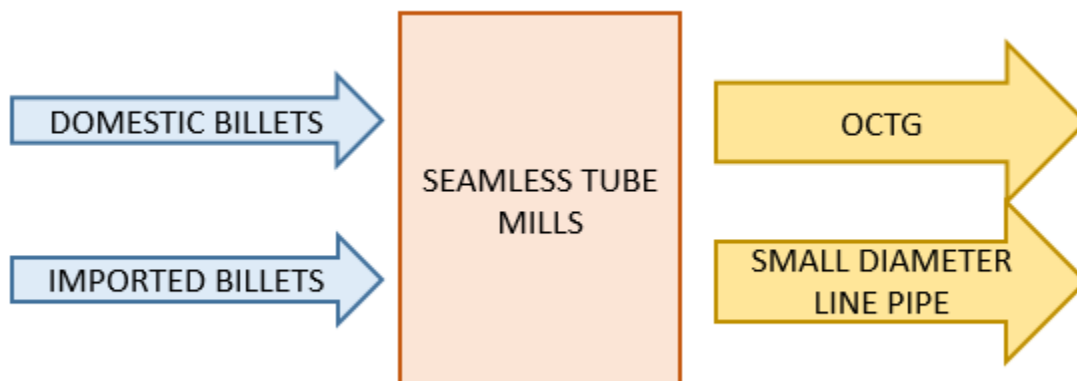 DOMESTIC BILLETS
IMPORTED BILLETS
SEAMLESS TUBE
MILLS
OCTG
SMALL DIAMETER
LINE PIPE